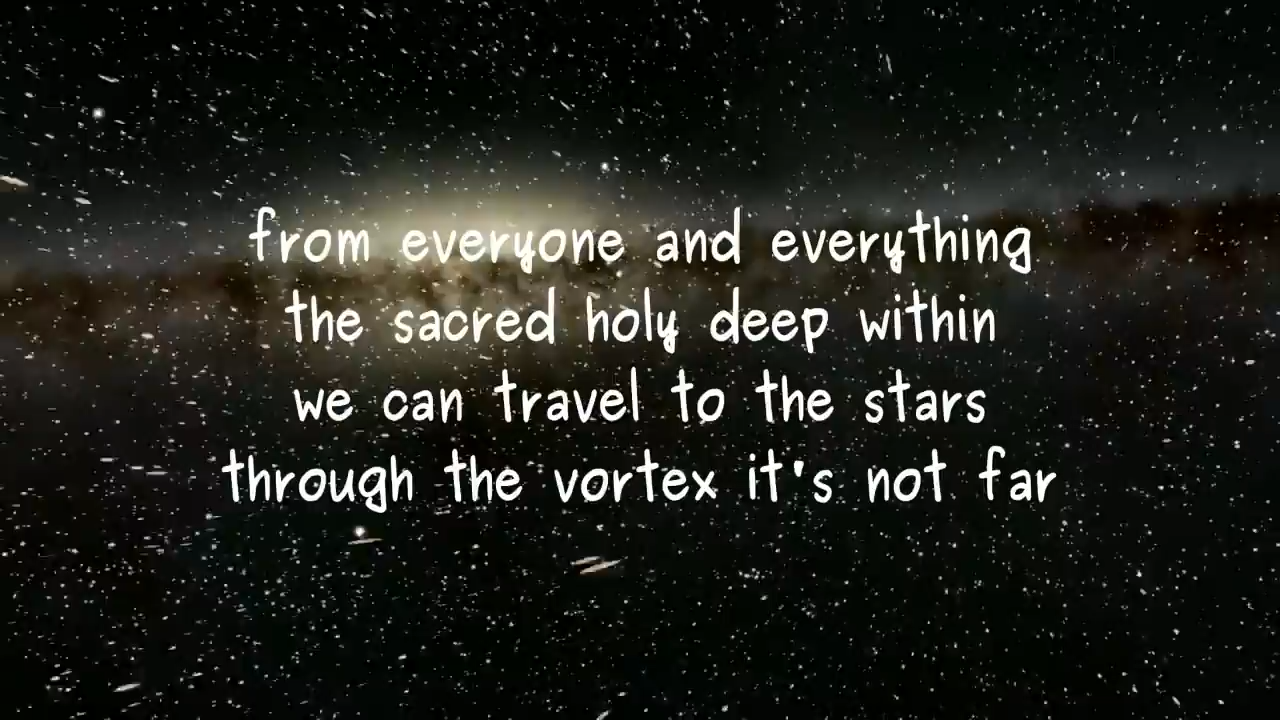 from everyone and everything
the sacred holy deep within
we can travel to the stars
through the vortex it's not far